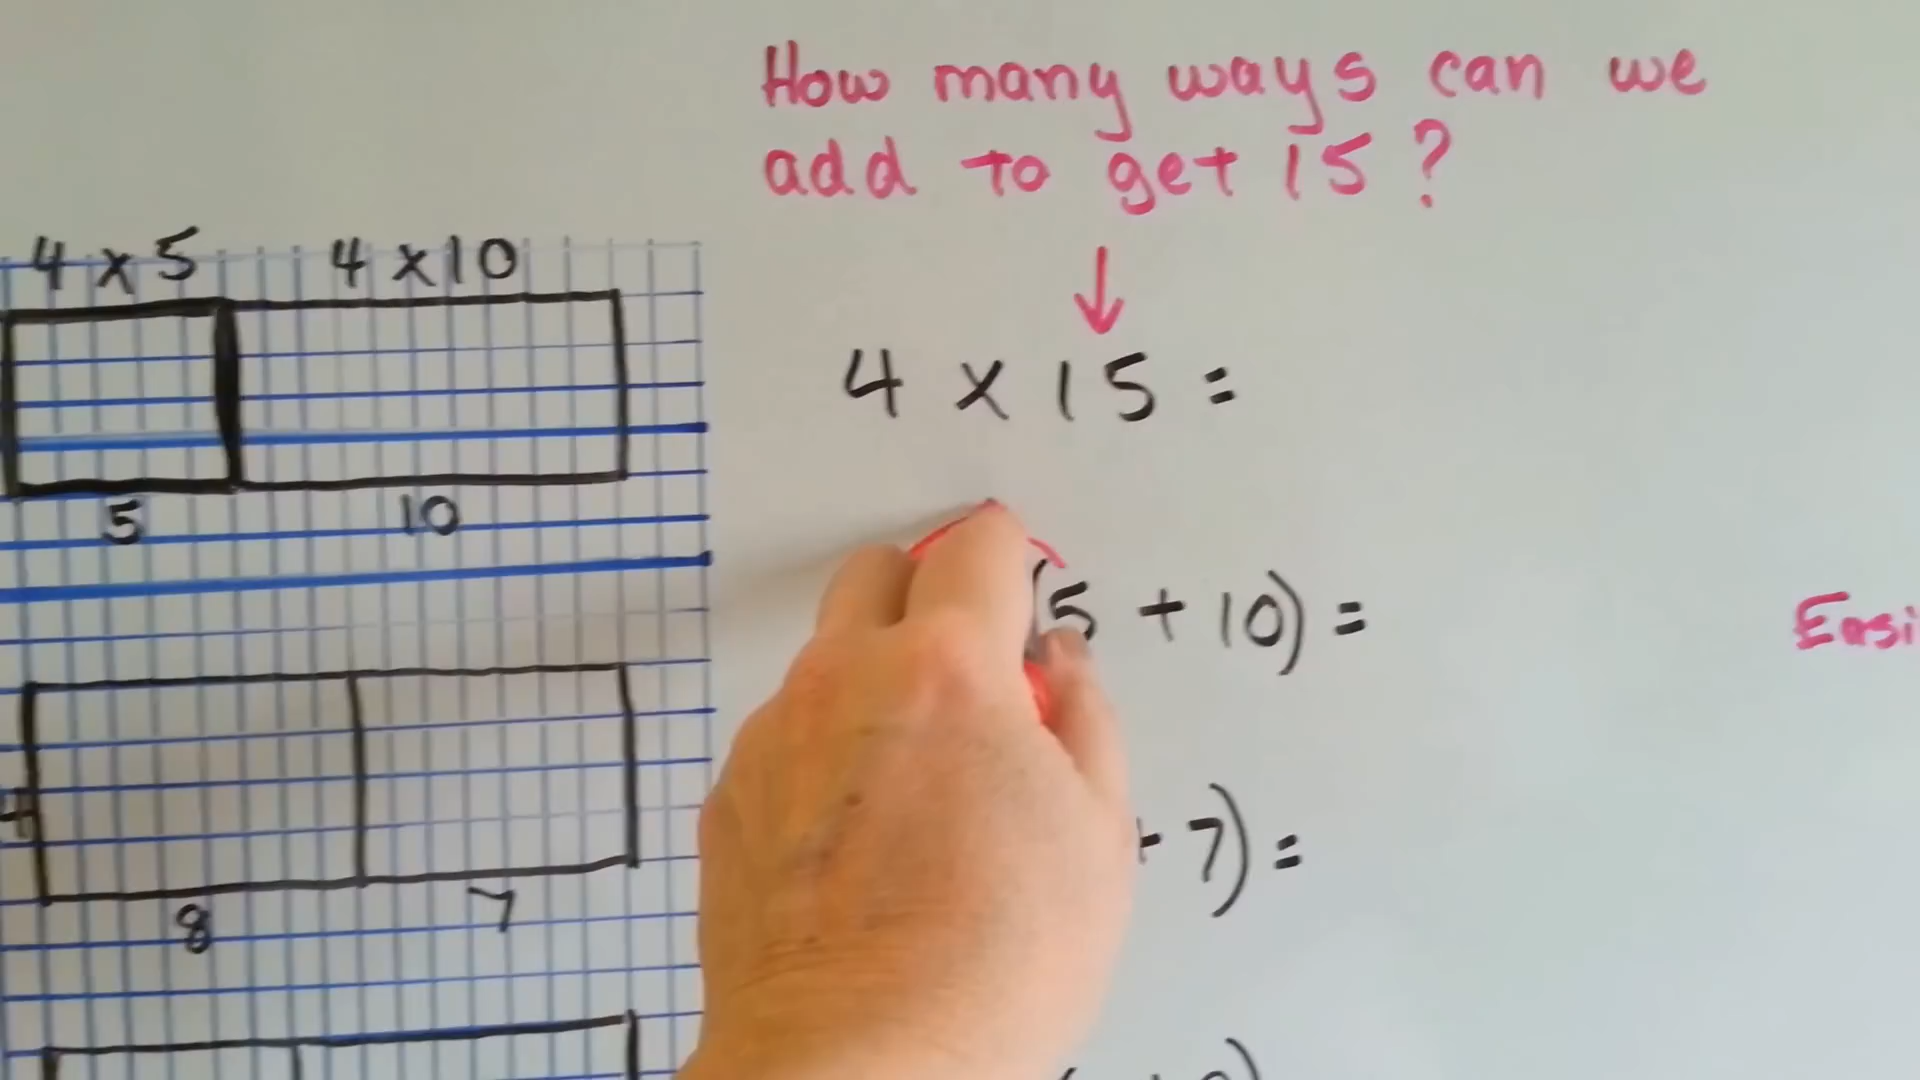 How many ways can we
add to get 15?
4 x 5 4 x 10
4 x 15 =
5 10
(5 + 10) =
+ 7) =
8 7